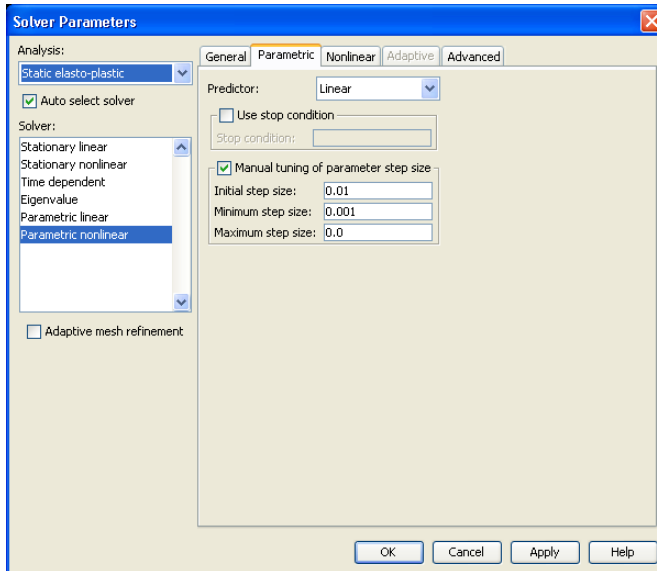 Solver Parameters
Analysis:
Static elasto-plastic
Auto select solver
Solver:
Stationary linear
Stationary nonlinear
Time dependent
Eigenvalue
Parametric linear
Parametric nonlinear
Adaptive mesh refinement
General Parametric Nonlinear Adaptive Advanced
Predictor: Linear
Use stop condition
Stop condition:
Manual tuning of parameter step size
Initial step size: 0.01
Minimum step size: 0.001
Maximum step size: 0.0
OK Cancel Apply Help